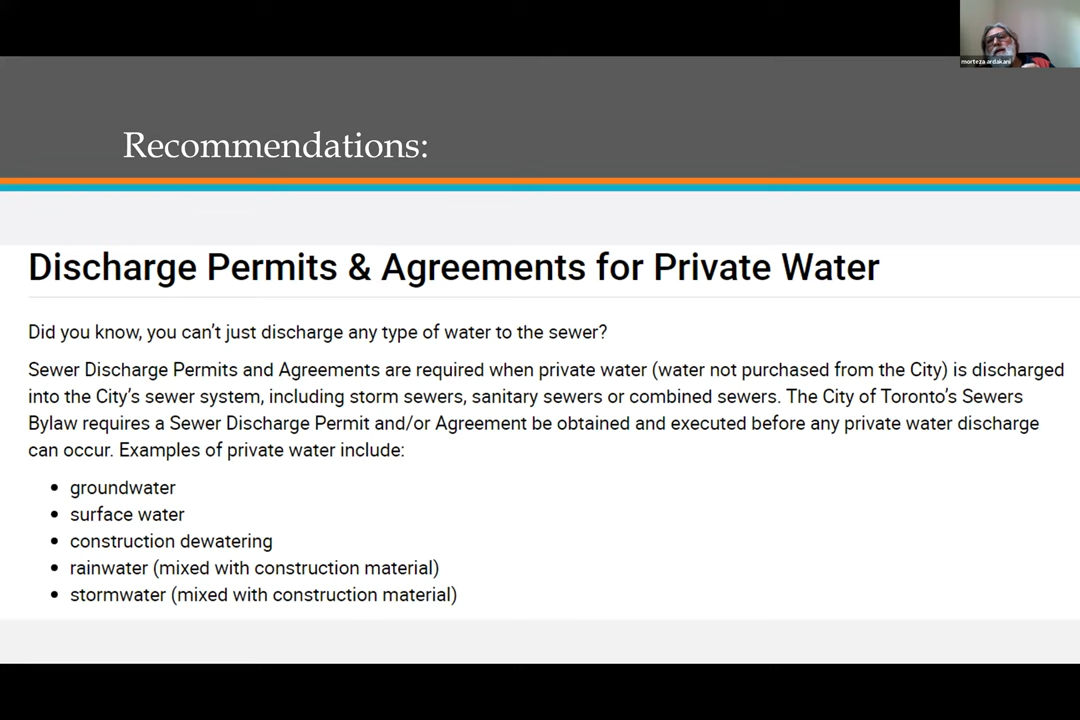 morteza ardakani
Recommendations:
Discharge Permits & Agreements for Private Water
Did you know, you can't just discharge any type of water to the sewer?
Sewer Discharge Permits and Agreements are required when private water (water not purchased from the City) is discharged
into the City's sewer system, including storm sewers, sanitary sewers or combined sewers. The City of Toronto's Sewers
Bylaw requires a Sewer Discharge Permit and/or Agreement be obtained and executed before any private water discharge
can occur. Examples of private water include:
• groundwater
• surface water
• construction dewatering
• rainwater (mixed with construction material)
• stormwater (mixed with construction material)